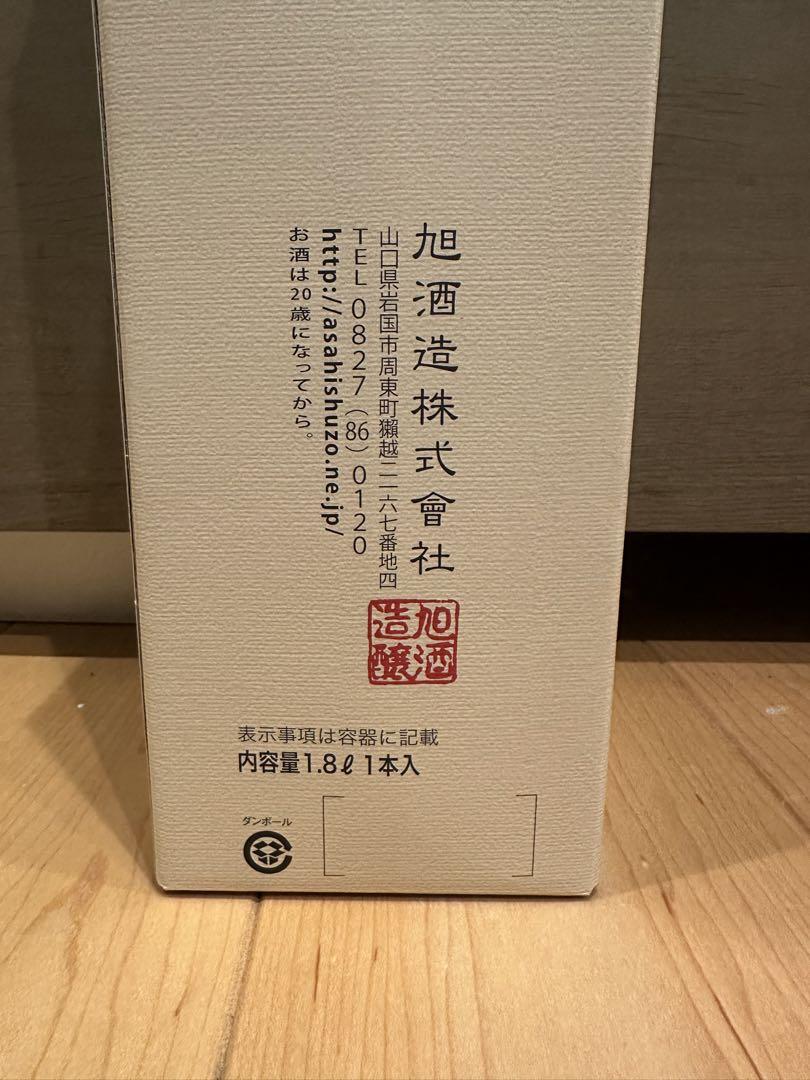 旭酒造株式會社
山口県岩国市周東町獺越二一六七番地四
TEL 0827（86）0120
http://asahishuzo.ne.jp/
お酒は20歳になってから。
旭酒
造醸
表示事項は容器に記載
内容量1.8ℓ 1本入
ダンボール